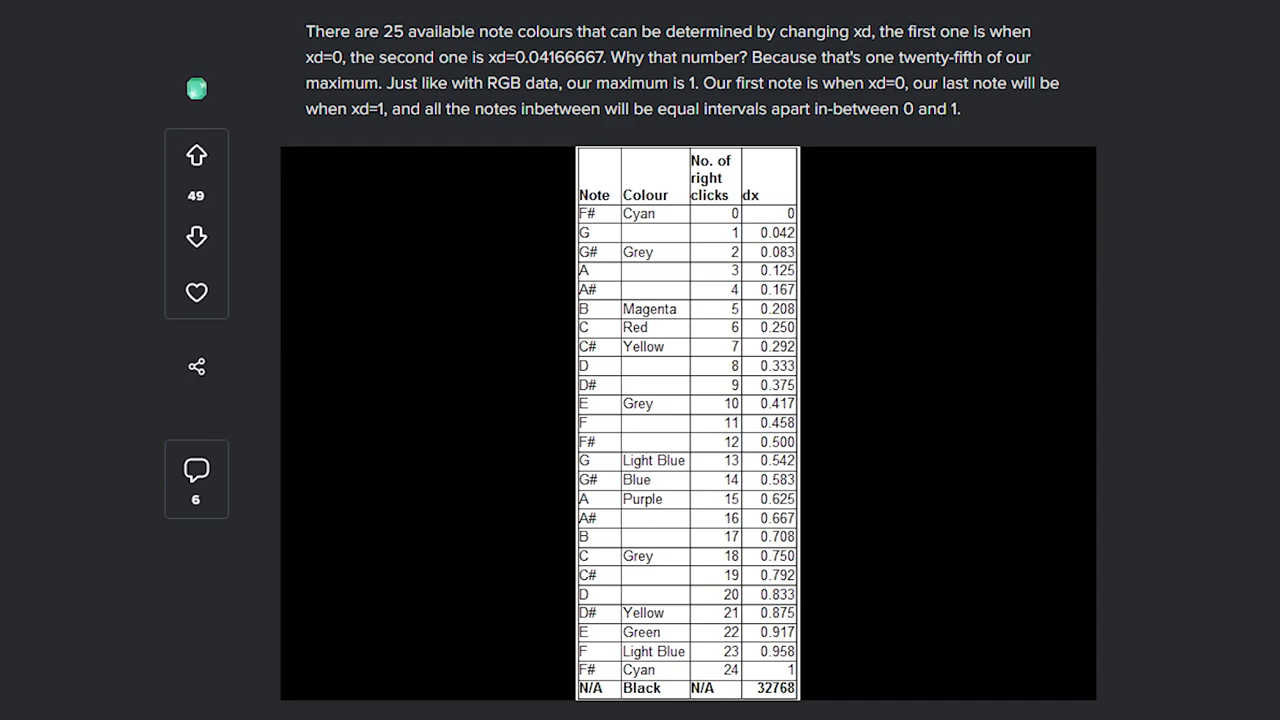 There are 25 available note colours that can be determined by changing xd, the first one is when
xd=0, the second one is xd=0.04166667. Why that number? Because that's one twenty-fifth of our
maximum. Just like with RGB data, our maximum is 1. Our first note is when xd=0, our last note will be
when xd=1, and all the notes inbetween will be equal intervals apart in-between 0 and 1.
49
6
Note Colour No. of right clicks dx
F# Cyan 0 0
G 1 0.042
G# Grey 2 0.083
A 3 0.125
A# 4 0.167
B Magenta 5 0.208
C Red 6 0.250
C# Yellow 7 0.292
D 8 0.333
D# 9 0.375
E Grey 10 0.417
F 11 0.458
F# 12 0.500
G Light Blue 13 0.542
G# Blue 14 0.583
A Purple 15 0.625
A# 16 0.667
B 17 0.708
C Grey 18 0.750
C# 19 0.792
D 20 0.833
D# Yellow 21 0.875
E Green 22 0.917
F Light Blue 23 0.958
F# Cyan 24 1
N/A Black N/A 32768